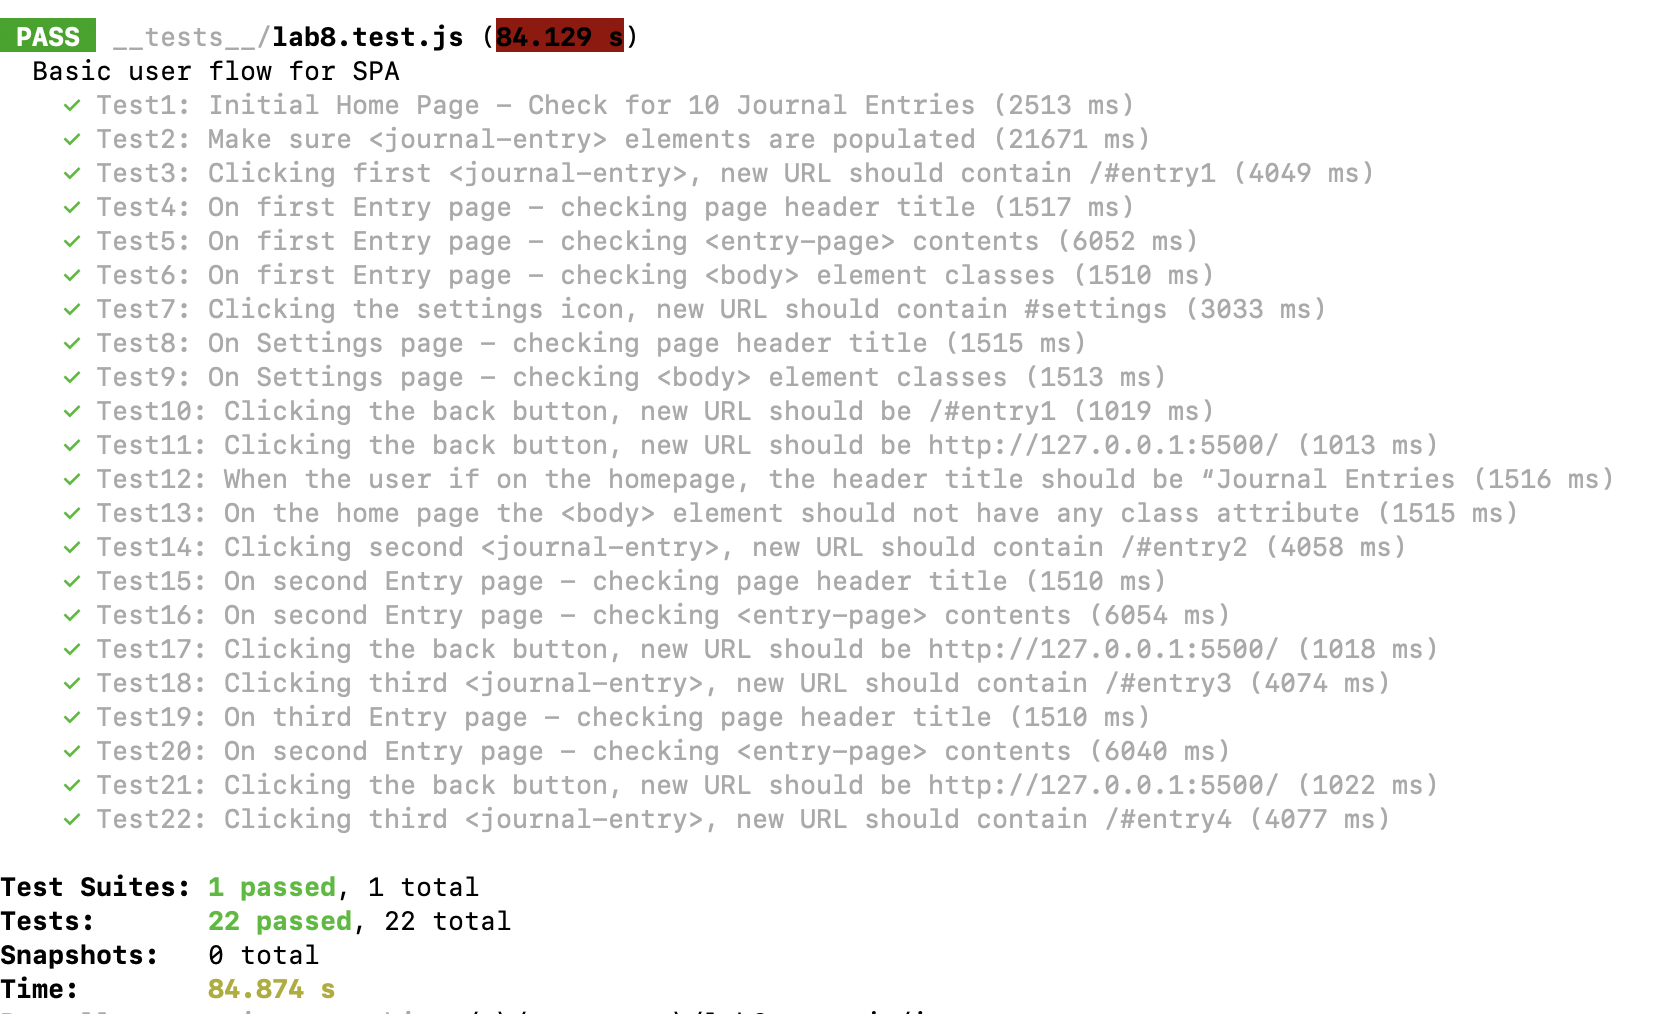 PASS __tests__/lab8.test.js (84.129 s)
Basic user flow for SPA
✓ Test1: Initial Home Page – Check for 10 Journal Entries (2513 ms)
✓ Test2: Make sure <journal-entry> elements are populated (21671 ms)
✓ Test3: Clicking first <journal-entry>, new URL should contain /#entry1 (4049 ms)
✓ Test4: On first Entry page – checking page header title (1517 ms)
✓ Test5: On first Entry page – checking <entry-page> contents (6052 ms)
✓ Test6: On first Entry page – checking <body> element classes (1510 ms)
✓ Test7: Clicking the settings icon, new URL should contain #settings (3033 ms)
✓ Test8: On Settings page – checking page header title (1515 ms)
✓ Test9: On Settings page – checking <body> element classes (1513 ms)
✓ Test10: Clicking the back button, new URL should be /#entry1 (1019 ms)
✓ Test11: Clicking the back button, new URL should be http://127.0.0.1:5500/ (1013 ms)
✓ Test12: When the user if on the homepage, the header title should be “Journal Entries (1516 ms)
✓ Test13: On the home page the <body> element should not have any class attribute (1515 ms)
✓ Test14: Clicking second <journal-entry>, new URL should contain /#entry2 (4058 ms)
✓ Test15: On second Entry page – checking page header title (1510 ms)
✓ Test16: On second Entry page – checking <entry-page> contents (6054 ms)
✓ Test17: Clicking the back button, new URL should be http://127.0.0.1:5500/ (1018 ms)
✓ Test18: Clicking third <journal-entry>, new URL should contain /#entry3 (4074 ms)
✓ Test19: On third Entry page – checking page header title (1510 ms)
✓ Test20: On second Entry page – checking <entry-page> contents (6040 ms)
✓ Test21: Clicking the back button, new URL should be http://127.0.0.1:5500/ (1022 ms)
✓ Test22: Clicking third <journal-entry>, new URL should contain /#entry4 (4077 ms)
Test Suites: 1 passed, 1 total
Tests: 22 passed, 22 total
Snapshots: 0 total
Time: 84.874 s